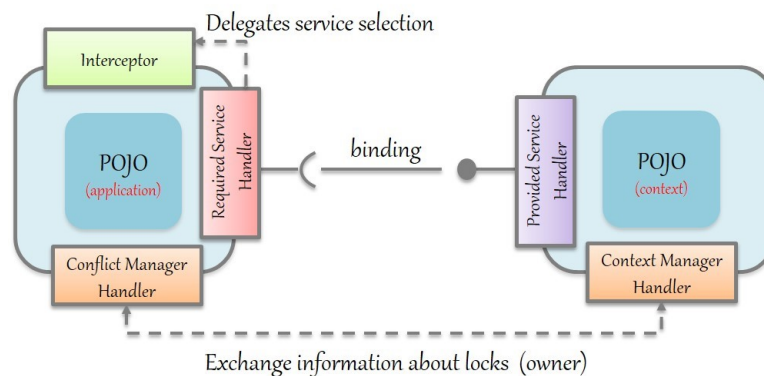 Delegates service selection
Interceptor
Required Service
Handler
POJO
(application)
binding
Provided Service
Handler
POJO
(context)
Conflict Manager
Handler
Context Manager
Handler
Exchange information about locks (owner)